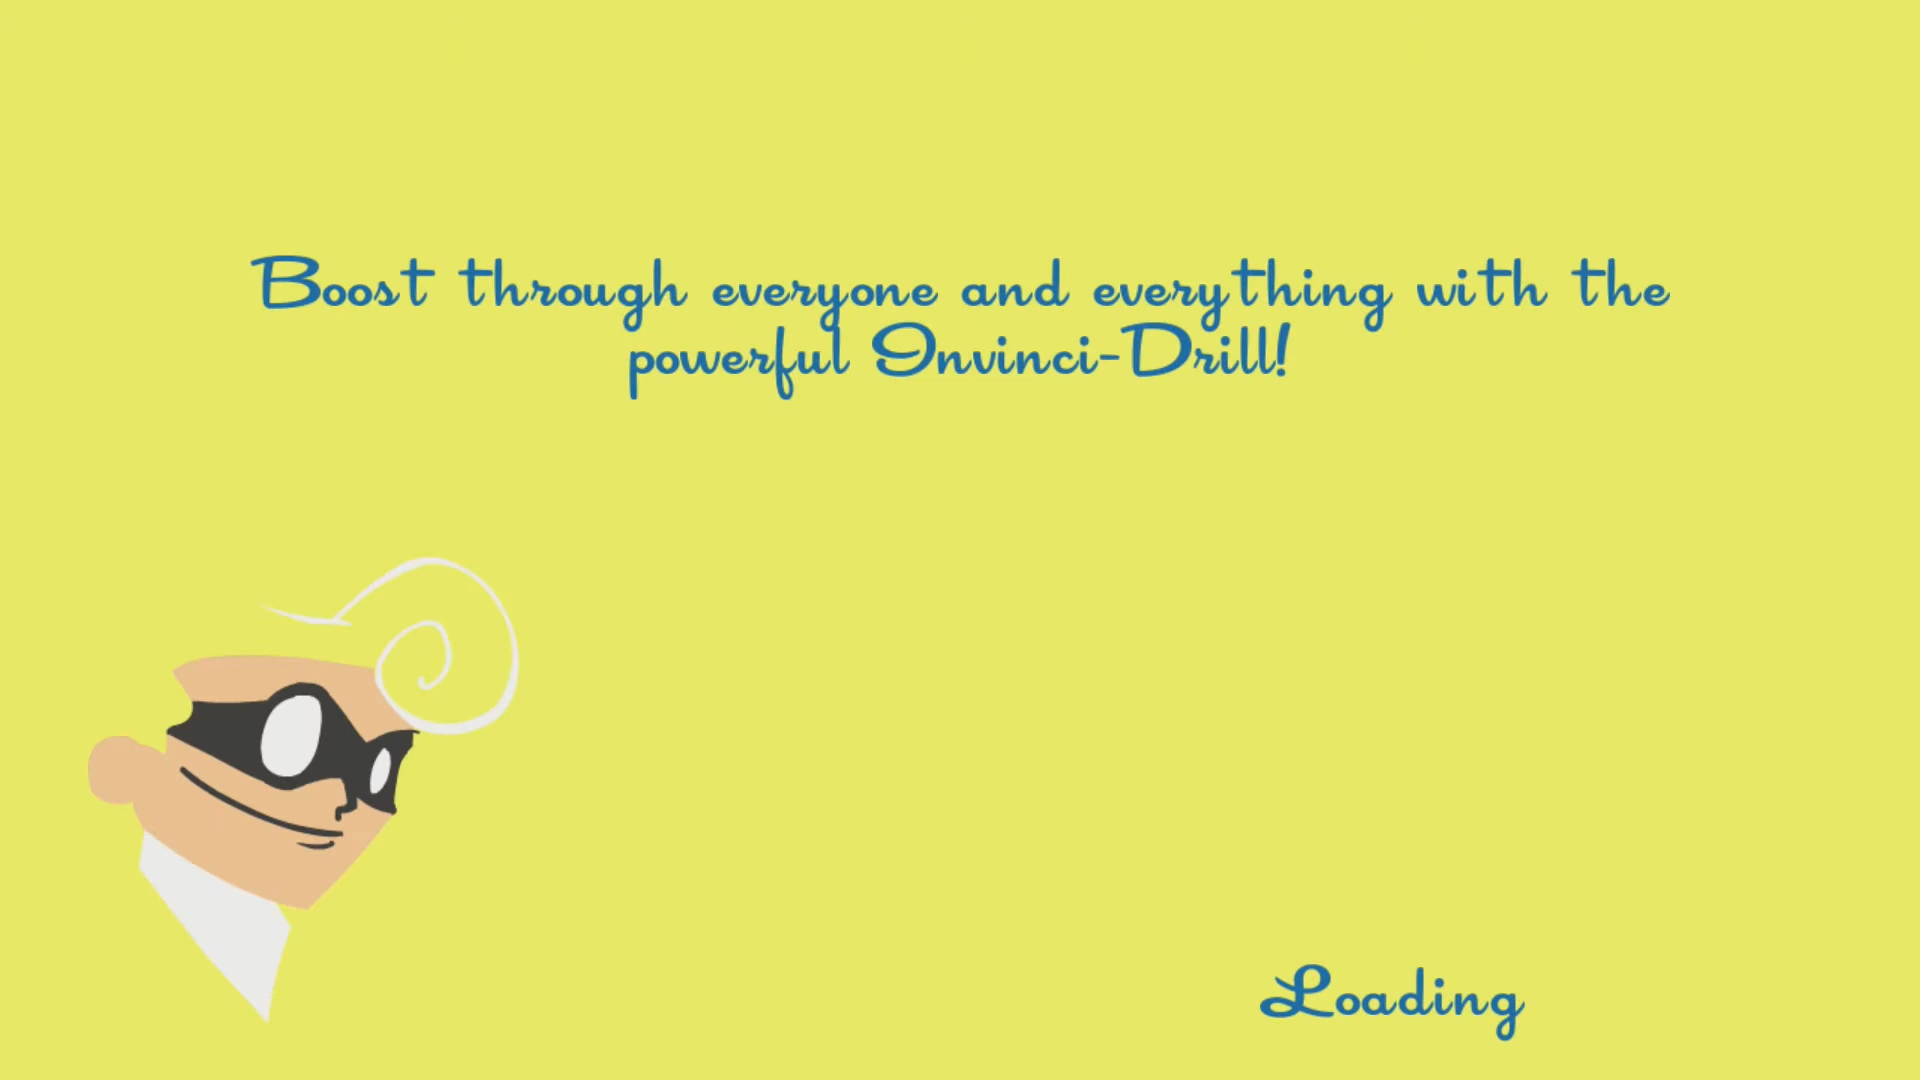 Boost through everyone and everything with the
powerful Invinci-Drill!
Loading